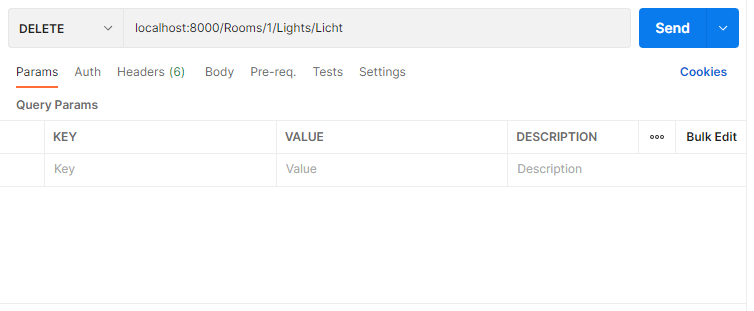 DELETE localhost:8000/Rooms/1/Lights/Licht Send
Params Auth Headers (6) Body Pre-req. Tests Settings Cookies
Query Params
KEY VALUE DESCRIPTION Bulk Edit
Key Value Description